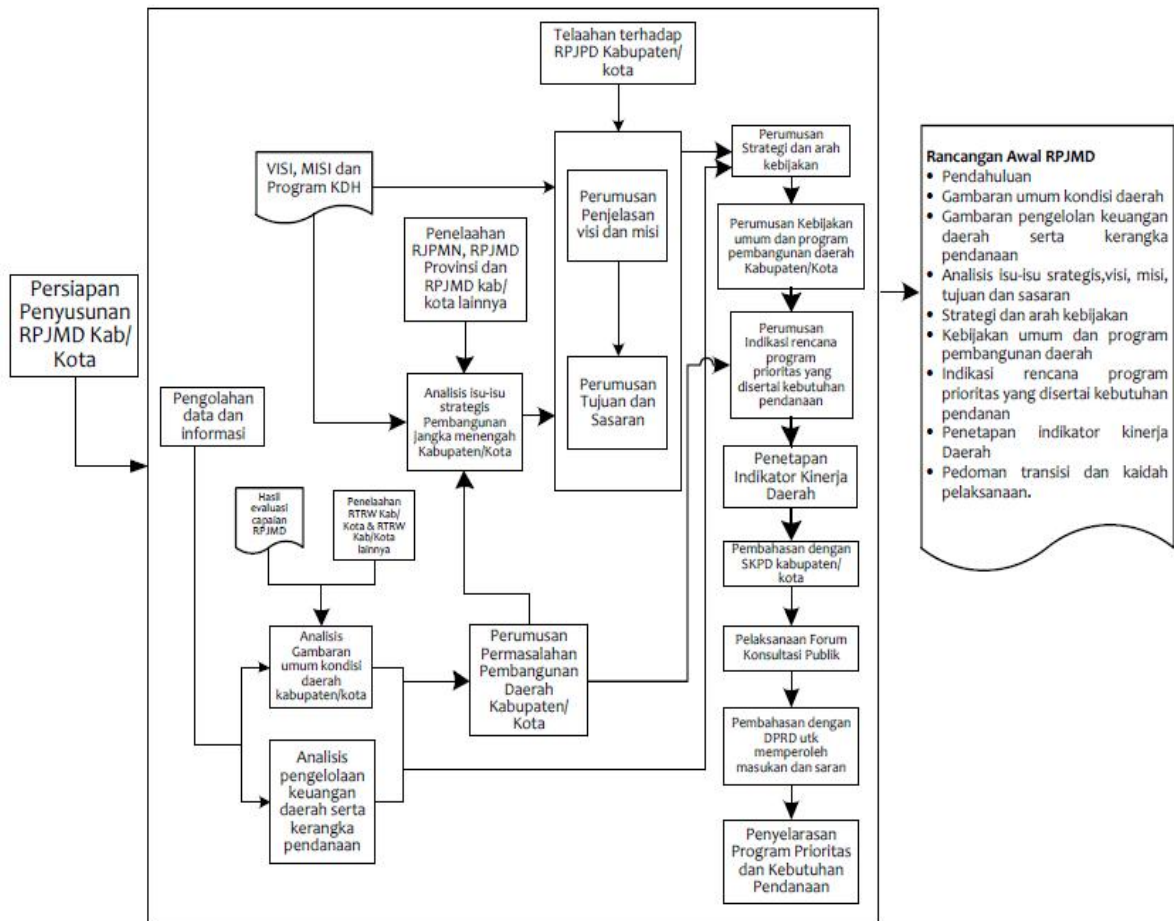 Persiapan
Penyusunan
RPJMD Kab/
Kota
Telaahan terhadap
RPJPD Kabupaten/
kota
VISI, MISI dan
Program KDH
Penelaahan
RJPMN, RPJMD
Provinsi dan
RPJMD kab/
kota lainnya
Perumusan
Penjelasan
visi dan misi
Perumusan
Tujuan dan
Sasaran
Analisis isu-isu
strategis
Pembangunan
jangka menengah
Kabupaten/Kota
Pengolahan
data dan
informasi
Hasil
evaluasi
capaian
RPJMD
Penelaahan
RTRW Kab/
Kota & RTRW
Kab/Kota
lainnya
Analisis
Gambaran
umum kondisi
daerah
kabupaten/kota
Analisis
pengelolaan
keuangan
daerah serta
kerangka
pendanaan
Perumusan
Permasalahan
Pembangunan
Daerah
Kabupaten/
Kota
Perumusan
Strategi dan arah
kebijakan
Perumusan Kebijakan
umum dan program
pembangunan daerah
Kabupaten/Kota
Perumusan
Indikasi rencana
program
prioritas yang
disertai kebutuhan
pendanaan
Penetapan
Indikator Kinerja
Daerah
Pembahasan dengan
SKPD kabupaten/
kota
Pelaksanaan Forum
Konsultasi Publik
Pembahasan dengan
DPRD utk
memperoleh
masukan dan saran
Penyelarasan
Program Prioritas
dan Kebutuhan
Pendanaan
Rancangan Awal RPJMD
• Pendahuluan
• Gambaran umum kondisi daerah
• Gambaran pengelolan keuangan
daerah serta kerangka
pendanaan
• Analisis isu-isu srategis,visi, misi,
tujuan dan sasaran
• Strategi dan arah kebijakan
• Kebijakan umum dan program
pembangunan daerah
• Indikasi rencana program
prioritas yang disertai kebutuhan
pendanan
• Penetapan indikator kinerja
Daerah
• Pedoman transisi dan kaidah
pelaksanaan.